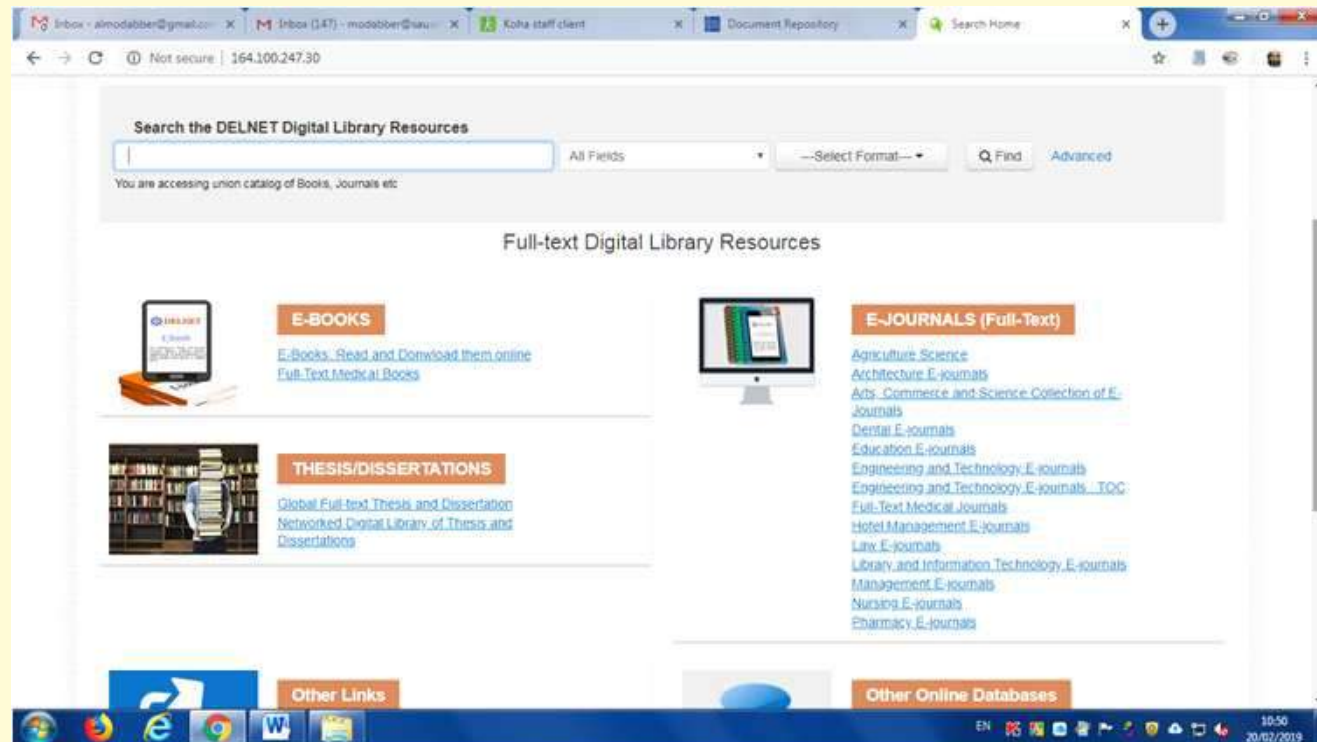 Inbox - almodabber@gmail.co
Inbox (147) - modabber@sau
Koha staff client
Document Repository
Search Home
Not secure | 164.100.247.30
Search the DELNET Digital Library Resources
All Fields
---Select Format---
Find
Advanced
You are accessing union catalog of Books, Journals etc
Full-text Digital Library Resources
DELNET
E-BOOKS
E-Books, Read and Donwload them online
Full-Text Medical Books
THESIS/DISSERTATIONS
Global Full-text Thesis and Dissertation
Networked Digital Library of Thesis and
Dissertations
E-JOURNALS (Full-Text)
Agriculture Science
Architecture E-journals
Arts, Commerce and Science Collection of E-
Journals
Dental E-journals
Education E-journals
Engineering and Technology E-journals
Engineering and Technology E-journals TOC
Full-Text Medical Journals
Hotel Management E-journals
Law E-journals
Library and Information Technology E-journals
Management E-journals
Nursing E-journals
Pharmacy E-journals
Other Links
Other Online Databases
EN
10:50
20/02/2019